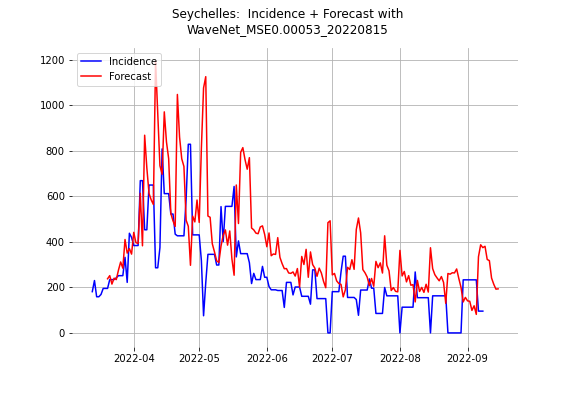 Seychelles:  Incidence + Forecast with
WaveNet_MSE0.00053_20220815
Incidence
Forecast
1200
1000
800
600
400
200
0
2022-04 2022-05 2022-06 2022-07 2022-08 2022-09